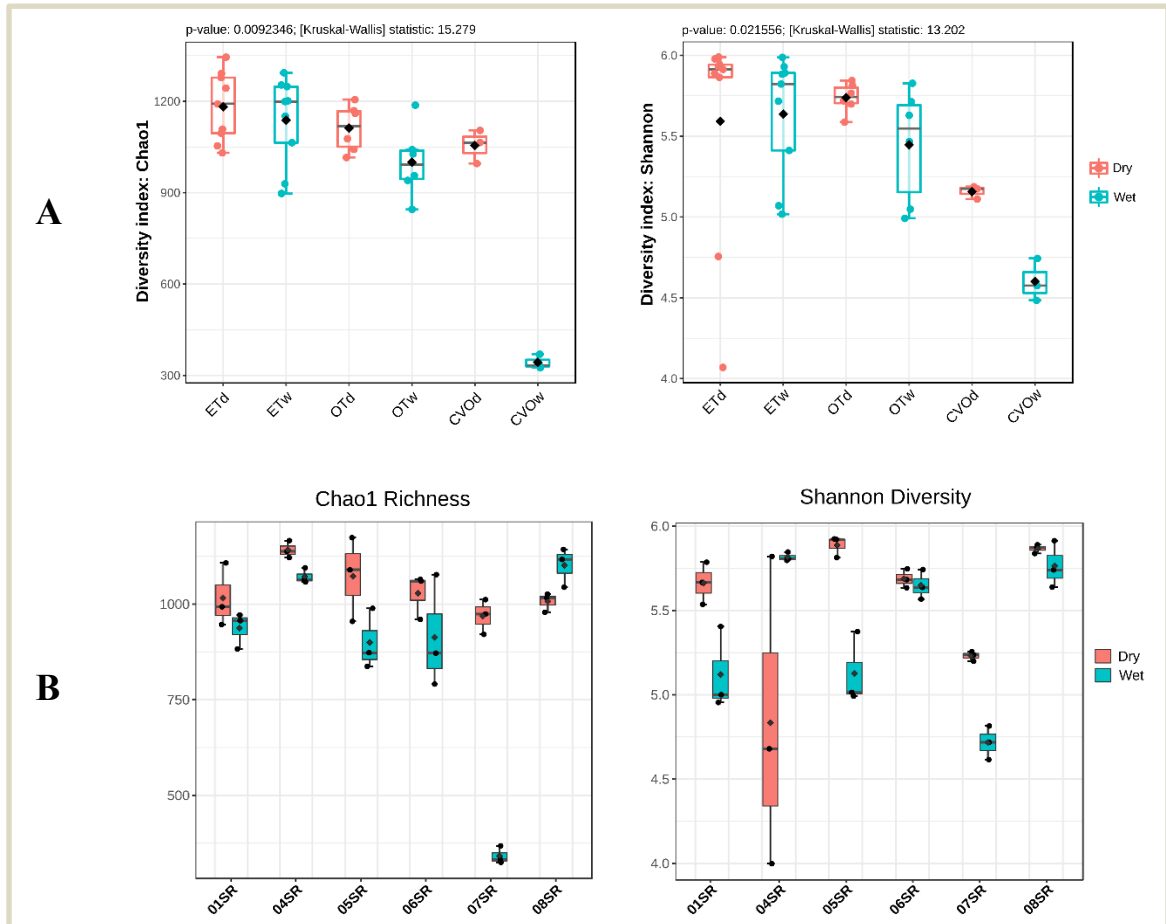 p-value: 0.0092346; [Kruskal-Wallis] statistic: 15.279
p-value: 0.021556; [Kruskal-Wallis] statistic: 13.202
A
Diversity index: Chao1
1200
900
600
300
ETd
ETw
OTd
OTw
CVOd
CVOw
Diversity index: Shannon
6.0
5.5
5.0
4.5
4.0
ETd
ETw
OTd
OTw
CVOd
CVOw
Dry
Wet
B
Chao1 Richness
1000
750
500
01SR
04SR
05SR
06SR
07SR
08SR
Shannon Diversity
6.0
5.5
5.0
4.5
4.0
01SR
04SR
05SR
06SR
07SR
08SR
Dry
Wet